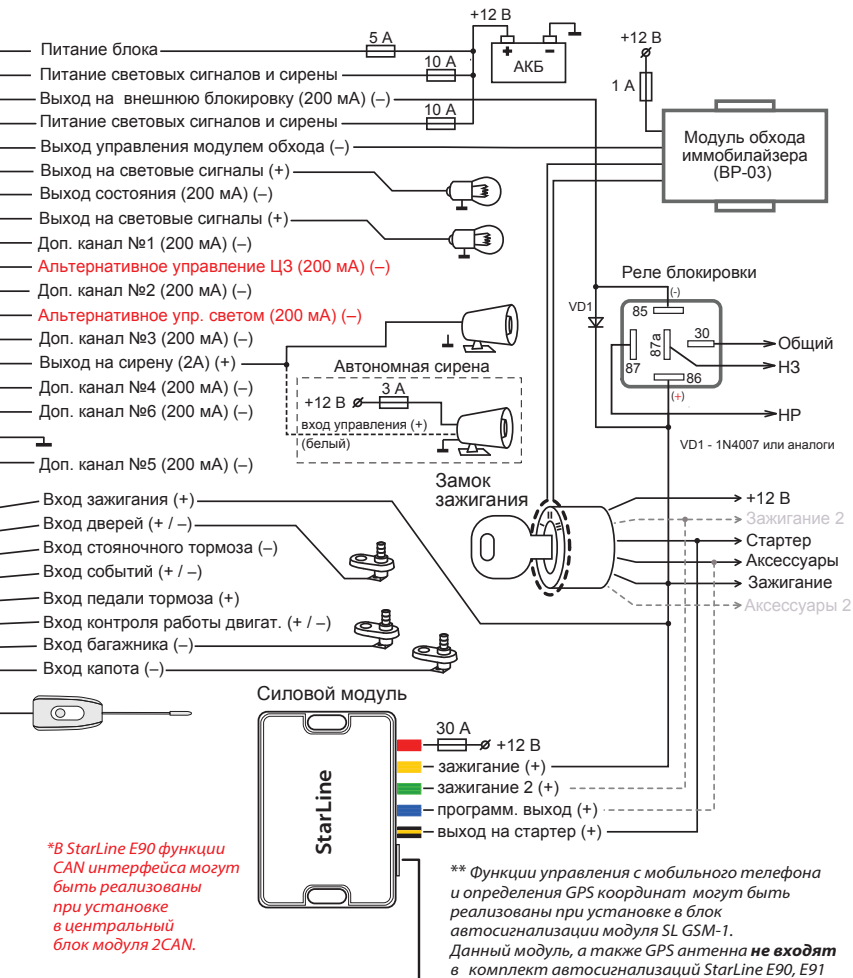 +12 В
5 А
Питание блока
+12 В
10 А
АКБ
Питание световых сигналов и сирены
1 А
Выход на внешнюю блокировку (200 мА) (–)
10 А
Питание световых сигналов и сирены
Модуль обхода
иммобилайзера
(BP-03)
Выход управления модулем обхода (–)
Выход на световые сигналы (+)
Выход состояния (200 мА) (–)
Выход на световые сигналы (+)
Доп. канал №1 (200 мА) (–)
Альтернативное управление ЦЗ (200 мА) (–)
Доп. канал №2 (200 мА) (–)
Альтернативное упр. светом (200 мА) (–)
Доп. канал №3 (200 мА) (–)
Выход на сирену (2А) (+)
Доп. канал №4 (200 мА) (–)
Доп. канал №6 (200 мА) (–)
Доп. канал №5 (200 мА) (–)
Автономная сирена
3 А
+12 В
вход управления (+)
(белый)
Реле блокировки
(-)
VD1
85
30
87a
87
86
(+)
Общий
НЗ
НР
VD1 - 1N4007 или аналоги
Замок
зажигания
II
I
III
+12 В
Зажигание 2
Стартер
Аксессуары
Зажигание
Аксессуары 2
Вход зажигания (+)
Вход дверей (+ / –)
Вход стояночного тормоза (–)
Вход событий (+ / –)
Вход педали тормоза (+)
Вход контроля работы двигат. (+ / –)
Вход багажника (–)
Вход капота (–)
Силовой модуль
StarLine
30 А
+12 В
зажигание (+)
зажигание 2 (+)
программ. выход (+)
выход на стартер (+)
*В StarLine E90 функции
CAN интерфейса могут
быть реализованы
при установке
в центральный
блок модуля 2CAN.
** Функции управления с мобильного телефона
и определения GPS координат могут быть
реализованы при установке в блок
автосигнализации модуля SL GSM-1.
Данный модуль, а также GPS антенна не входят
в комплект автосигнализаций StarLine E90, E91